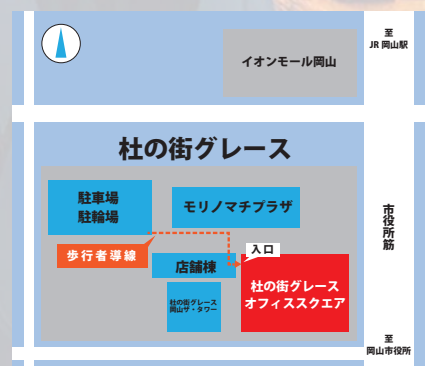 至
JR 岡山駅
イオンモール岡山
杜の街グレース
駐車場
駐輪場
モリノマチプラザ
市役所筋
歩行者導線
入口
店舗棟
杜の街グレース
オフィススクエア
杜の街グレース
岡山ザ・タワー
至
岡山市役所